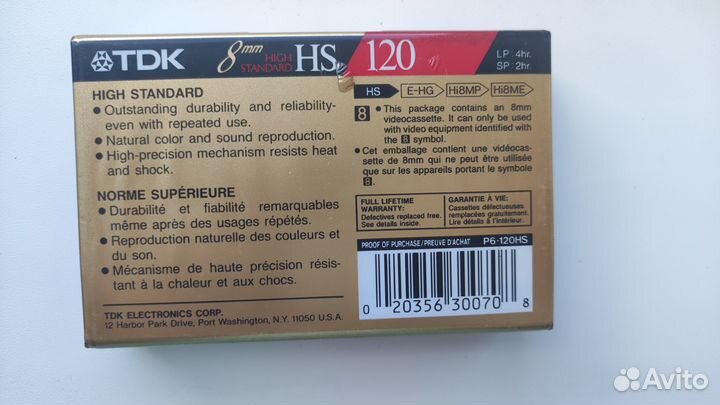 TDK 8mm HIGH STANDARD HS 120 LP: 4hr.
SP: 2hr.
HIGH STANDARD
● Outstanding durability and reliability-
even with repeated use.
● Natural color and sound reproduction.
● High-precision mechanism resists heat
and shock.
NORME SUPÉRIEURE
● Durabilité et fiabilité remarquables
même après des usages répétés.
● Reproduction naturelle des couleurs et
du son.
● Mécanisme de haute précision résis-
tant à la chaleur et aux chocs.
TDK ELECTRONICS CORP.
12 Harbor Park Drive, Port Washington, N.Y. 11050 U.S.A.
HS E-HG Hi8MP Hi8ME
8 ● This package contains an 8mm
videocassette. It can only be used
with video equipment identified with
the 8 symbol.
● Cet emballage contient une vidéocas-
sette de 8mm qui ne peut être utilisée
que sur les appareils portant le symbole
8.
FULL LIFETIME
WARRANTY:
Defectives replaced free.
See details inside.
GARANTIE À VIE:
Cassettes défectueuses
remplacées gratuitement.
Lire détails à l'intérieur.
PROOF OF PURCHASE/PREUVE D'ACHAT P6-120HS
0 20356 30070 8
Avito